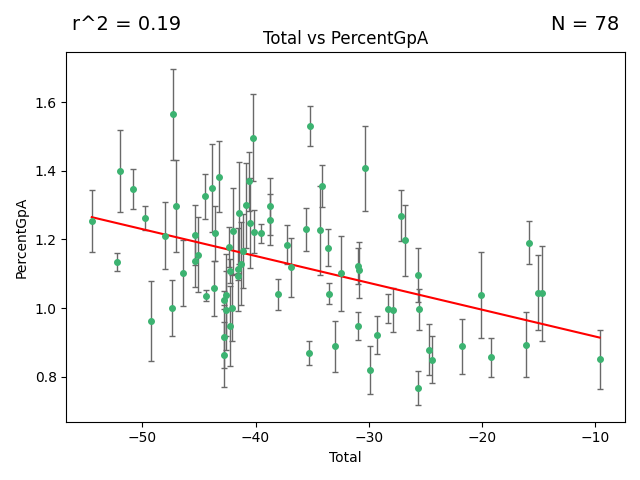 r^2 = 0.19
N = 78
Total vs PercentGpA
PercentGpA
1.6
1.4
1.2
1.0
0.8
−50
−40
−30
−20
−10
Total